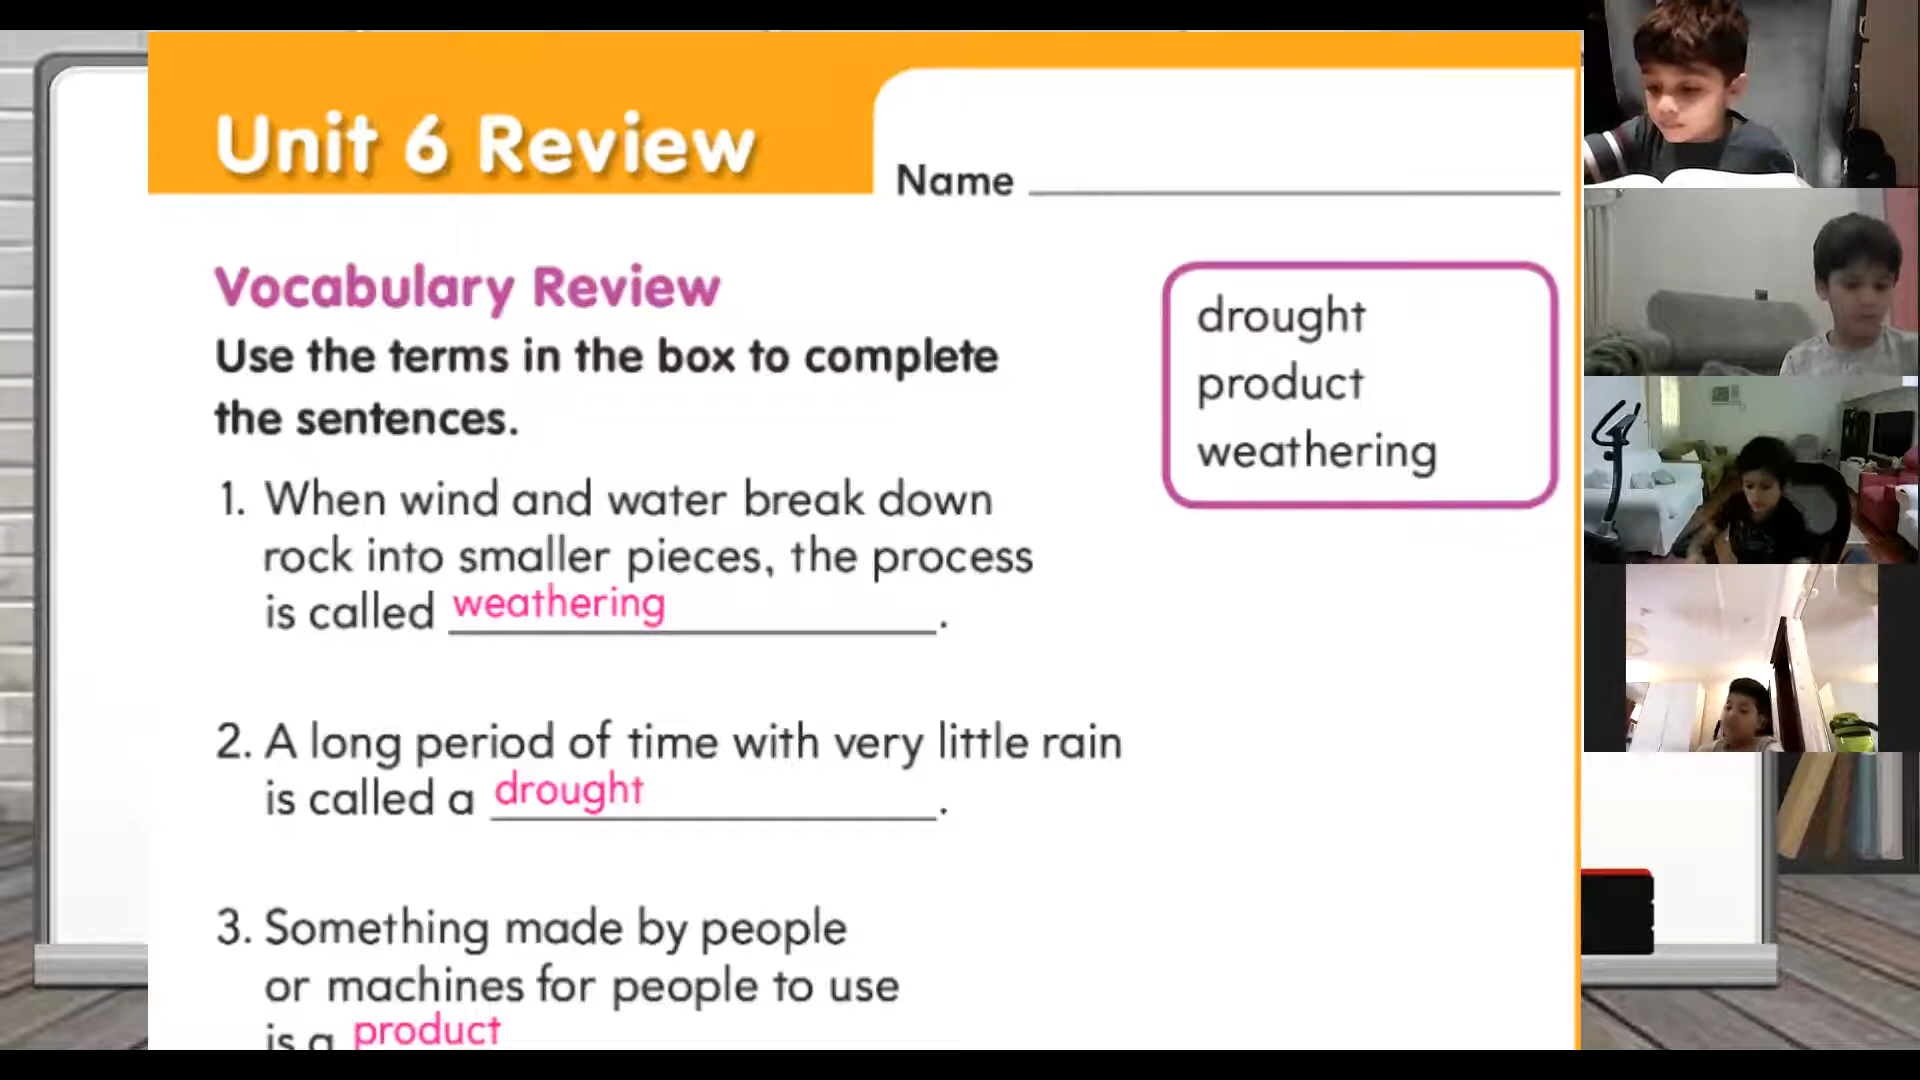 Unit 6 Review
Name
Vocabulary Review
Use the terms in the box to complete
the sentences.
drought
product
weathering
1. When wind and water break down
rock into smaller pieces, the process
is called weathering.
2. A long period of time with very little rain
is called a drought.
3. Something made by people
or machines for people to use
is a product